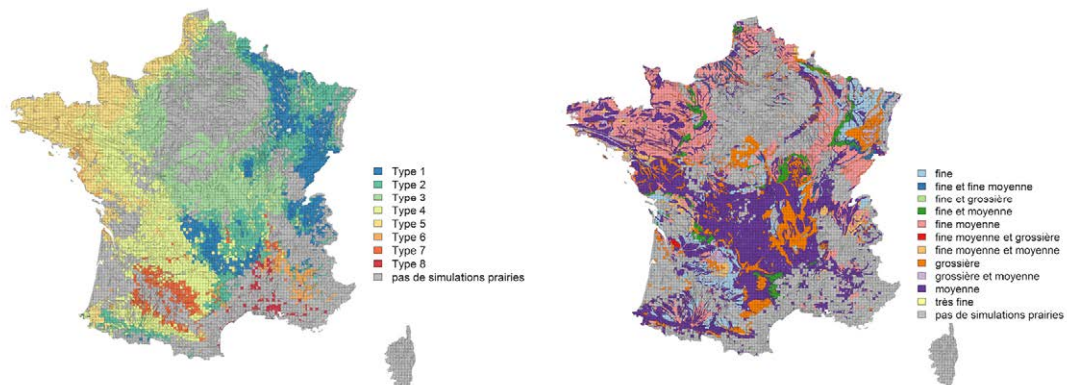 Type 1
Type 2
Type 3
Type 4
Type 5
Type 6
Type 7
Type 8
pas de simulations prairies
fine
fine et fine moyenne
fine et grossière
fine et moyenne
fine moyenne
fine moyenne et grossière
fine moyenne et moyenne
grossière
grossière et moyenne
moyenne
très fine
pas de simulations prairies